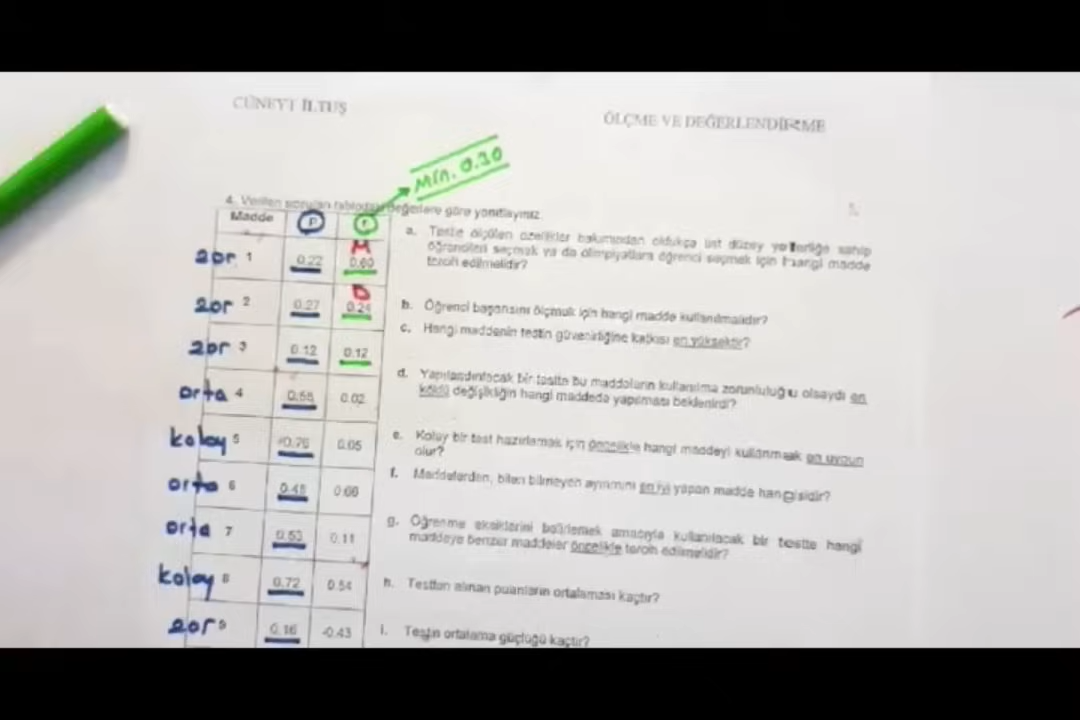 CÜNEYT İLTUŞ
ÖLÇME VE DEĞERLENDİRME
Min. 0.30
4. Verilen soruları tablodaki değerlere göre yanıtlayınız.
Madde P r
zor 1 0.22 M 0.60
zor 2 0.27 D 0.24
zor 3 0.12 0.12
orta 4 0.55 0.02
kolay 5 0.76 0.05
orta 6 0.48 0.66
orta 7 0.53 0.11
kolay 8 0.72 0.54
zor 9 0.16 -0.43
a. Testle ölçülen özellikler bakımından oldukça üst düzey yeterliğe sahip
öğrencileri seçmek ya da olimpiyatlara öğrenci seçmek için hangi madde
tercih edilmelidir?
b. Öğrenci başarısını ölçmek için hangi madde kullanılmalıdır?
c. Hangi maddenin testin güvenirliğine katkısı en yüksektir?
d. Yapılandırılacak bir testte bu maddelerin kullanılma zorunluluğu olsaydı en
köklü değişikliğin hangi maddede yapılması beklenirdi?
e. Kolay bir test hazırlamak için öncelikle hangi maddeyi kullanmak en uygun
olur?
f. Maddelerden, bilen bilmeyen ayrımını en iyi yapan madde hangisidir?
g. Öğrenme eksiklerini belirlemek amacıyla kullanılacak bir testte hangi
maddeye benzer maddeler öncelikle tercih edilmelidir?
h. Testten alınan puanların ortalaması kaçtır?
i. Testin ortalama güçlüğü kaçtır?